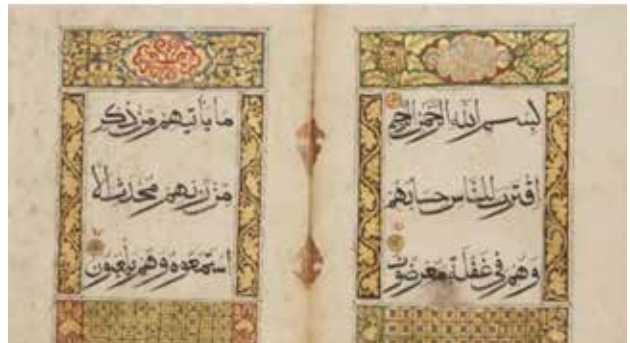 بسم الله الرحمن الرحيم
اقترب للناس حسابهم
وهم في غفلة معرضون
ما يأتيهم من ذكر
من ربهم محدث الا
استمعوه وهم يلعبون